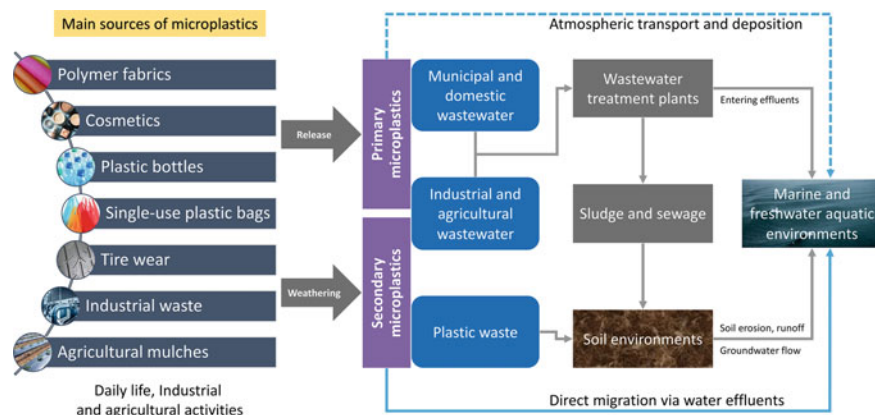 Main sources of microplastics
Polymer fabrics
Cosmetics
Plastic bottles
Single-use plastic bags
Tire wear
Industrial waste
Agricultural mulches
Daily life, Industrial
and agricultural activities
Release
Weathering
Primary
microplastics
Secondary
microplastics
Municipal and
domestic
wastewater
Industrial and
agricultural
wastewater
Plastic waste
Atmospheric transport and deposition
Wastewater
treatment plants
Entering effluents
Sludge and sewage
Soil environments
Soil erosion, runoff
Groundwater flow
Marine and
freshwater aquatic
environments
Direct migration via water effluents